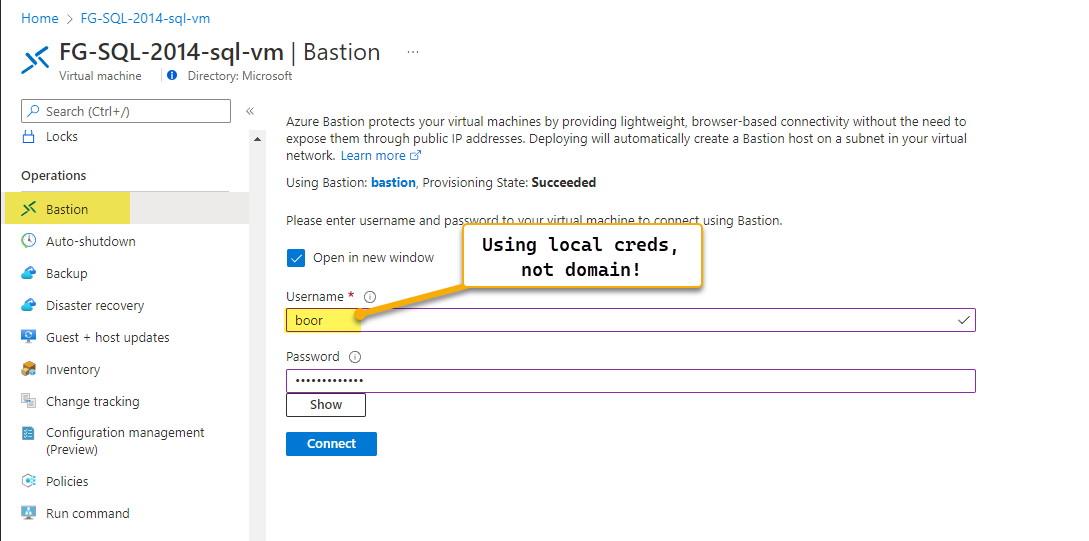 Home > FG-SQL-2014-sql-vm
FG-SQL-2014-sql-vm | Bastion ...
Virtual machine | Directory: Microsoft
Search (Ctrl+/) «
Locks
Operations
Bastion
Auto-shutdown
Backup
Disaster recovery
Guest + host updates
Inventory
Change tracking
Configuration management
(Preview)
Policies
Run command
Azure Bastion protects your virtual machines by providing lightweight, browser-based connectivity without the need to
expose them through public IP addresses. Deploying will automatically create a Bastion host on a subnet in your virtual
network. Learn more
Using Bastion: bastion, Provisioning State: Succeeded
Please enter username and password to your virtual machine to connect using Bastion.
Open in new window
Using local creds,
not domain!
Username *
boor
Password
•••••••••••••
Show
Connect